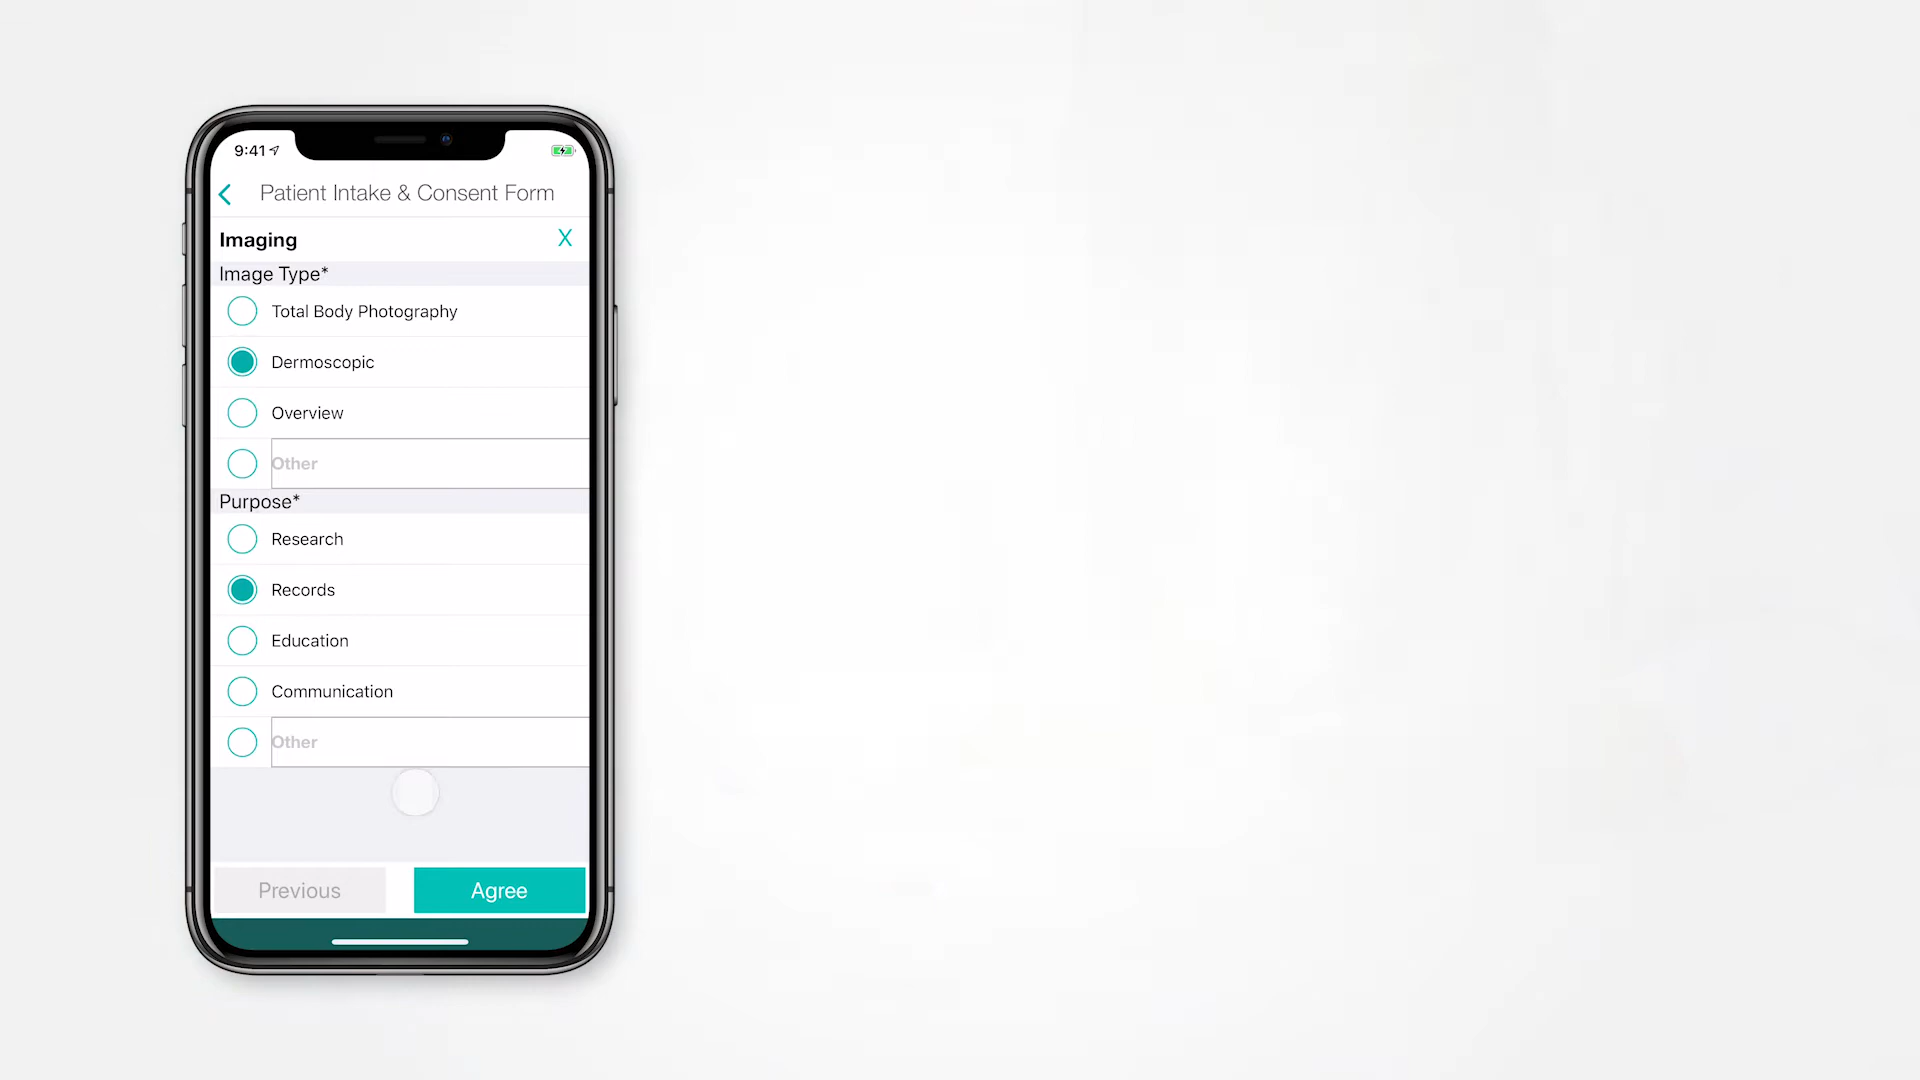 9:41
Patient Intake & Consent Form
Imaging X
Image Type*
Total Body Photography
Dermoscopic
Overview
Other
Purpose*
Research
Records
Education
Communication
Other
Previous Agree